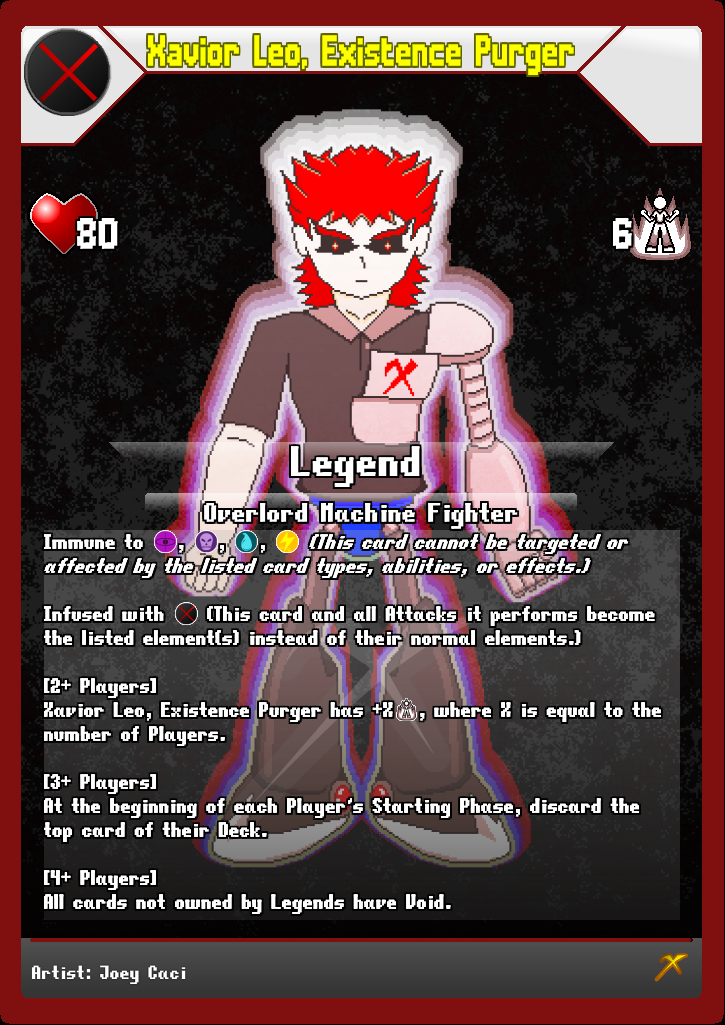 Xavior Leo, Existence Purger
80
6
Legend
Overlord Machine Fighter
Immune to , , , (This card cannot be targeted or
affected by the listed card types, abilities, or effects.)
Infused with (This card and all Attacks it performs become
the listed element(s) instead of their normal elements.)
[2+ Players]
Xavior Leo, Existence Purger has +X, where X is equal to the
number of Players.
[3+ Players]
At the beginning of each Player's Starting Phase, discard the
top card of their Deck.
[4+ Players]
All cards not owned by Legends have Void.
Artist: Joey Caci